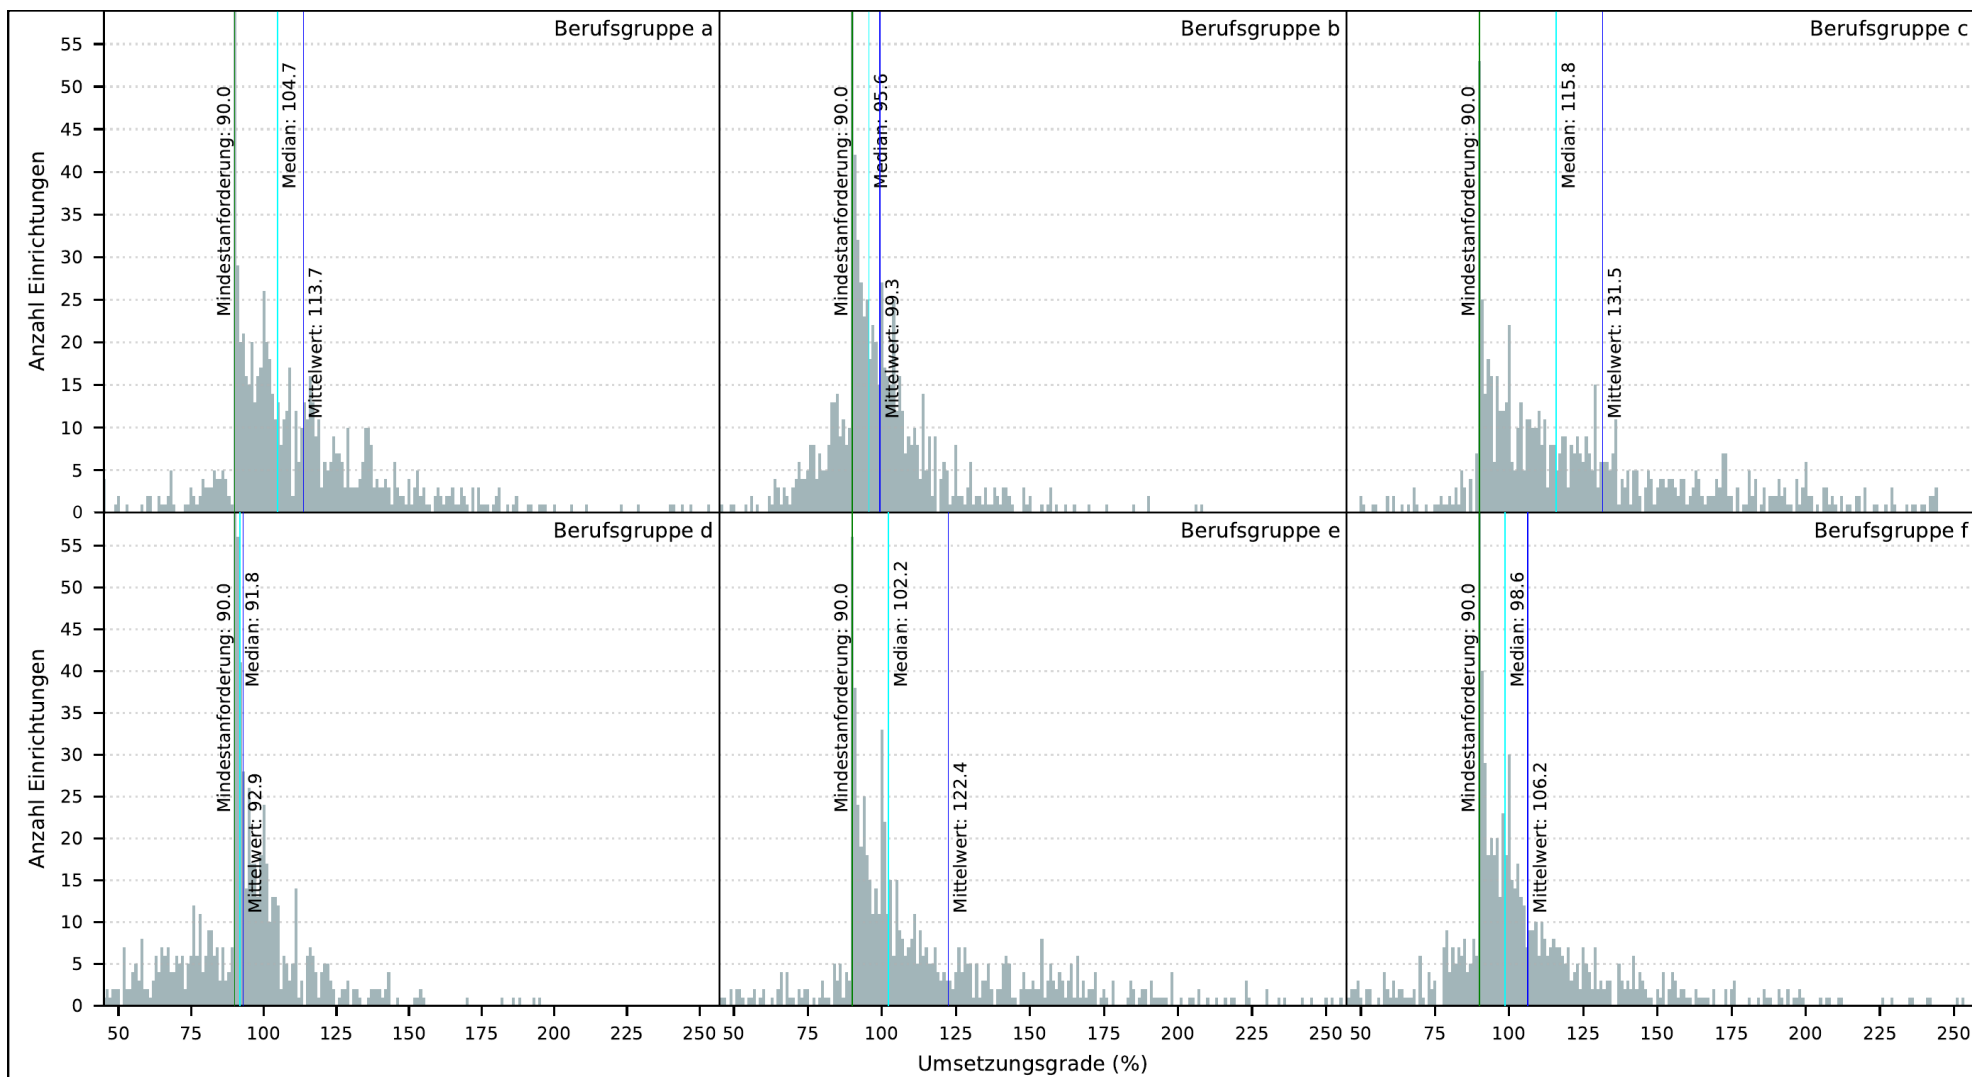 Berufsgruppe a
Berufsgruppe b
Berufsgruppe c
Anzahl Einrichtungen
55
50
45
40
35
30
25
20
15
10
5
0
Mindestanforderung: 90.0
Median: 104.7
Mittelwert: 113.7
Mindestanforderung: 90.0
Median: 95.6
Mittelwert: 99.3
Mindestanforderung: 90.0
Median: 115.8
Mittelwert: 131.5
Berufsgruppe d
Berufsgruppe e
Berufsgruppe f
Anzahl Einrichtungen
55
50
45
40
35
30
25
20
15
10
5
0
Mindestanforderung: 90.0
Median: 91.8
Mittelwert: 92.9
Mindestanforderung: 90.0
Median: 102.2
Mittelwert: 122.4
Mindestanforderung: 90.0
Median: 98.6
Mittelwert: 106.2
50 75 100 125 150 175 200 225 250
50 75 100 125 150 175 200 225 250
50 75 100 125 150 175 200 225 250
Umsetzungsgrade (%)